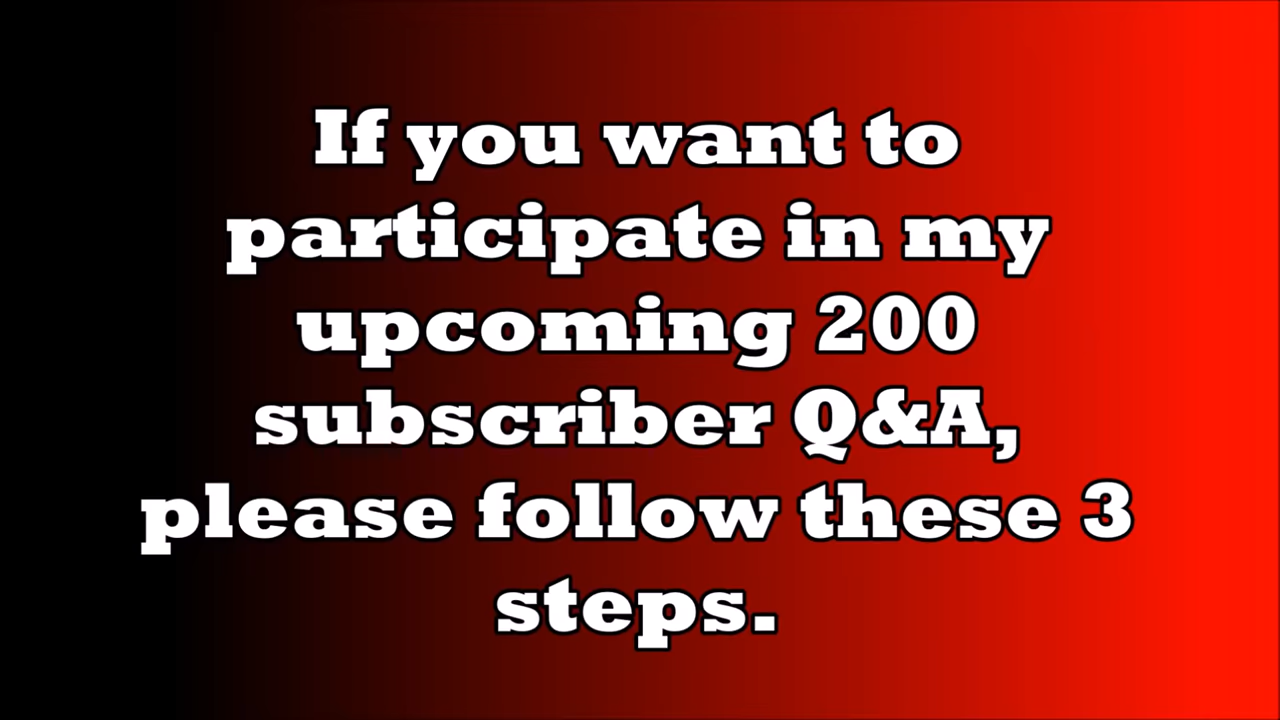 If you want to
participate in my
upcoming 200
subscriber Q&A,
please follow these 3
steps.